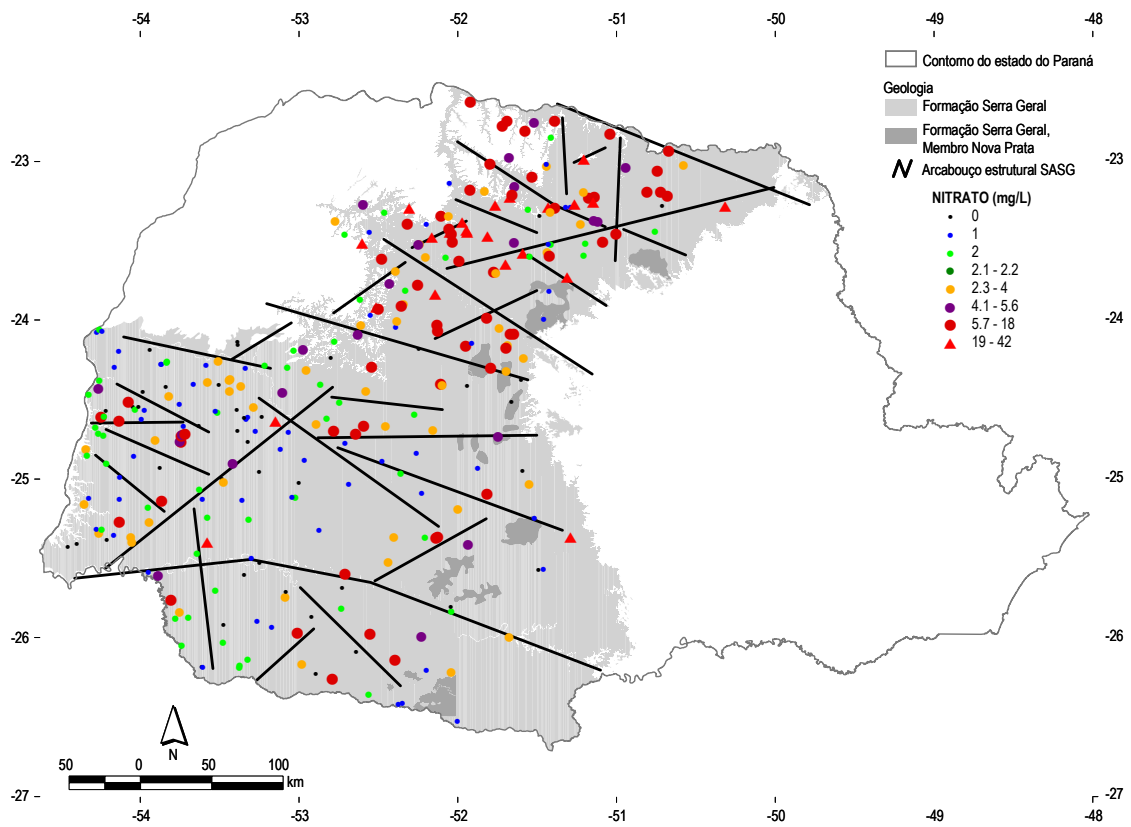 -54 -53 -52 -51 -50 -49 -48
Contorno do estado do Paraná
Geologia
Formação Serra Geral
Formação Serra Geral,
Membro Nova Prata
Arcabouço estrutural SASG
NITRATO (mg/L)
0
1
2
2.1 - 2.2
2.3 - 4
4.1 - 5.6
5.7 - 18
19 - 42
-23 -23
-24 -24
-25 -25
-26 -26
N
50 0 50 100
km
-27 -27
-54 -53 -52 -51 -50 -49 -48